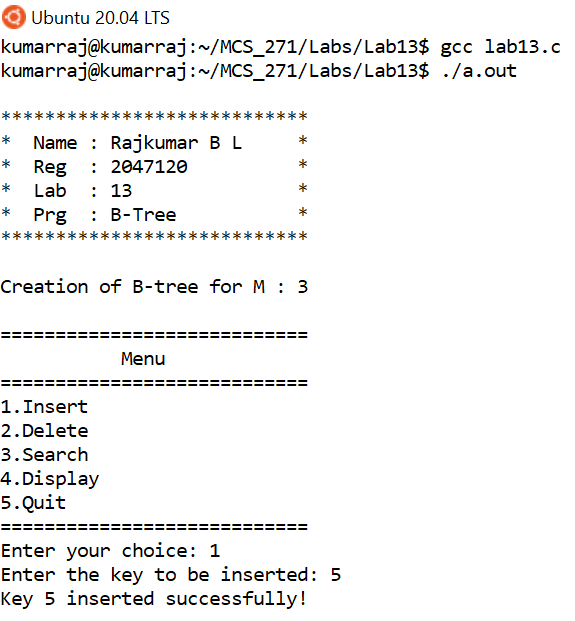 Ubuntu 20.04 LTS
kumarraj@kumarraj:~/MCS_271/Labs/Lab13$ gcc lab13.c
kumarraj@kumarraj:~/MCS_271/Labs/Lab13$ ./a.out
****************************
*  Name : Rajkumar B L     *
*  Reg  : 2047120          *
*  Lab  : 13               *
*  Prg  : B-Tree           *
****************************
Creation of B-tree for M : 3
============================
Menu
============================
1.Insert
2.Delete
3.Search
4.Display
5.Quit
============================
Enter your choice: 1
Enter the key to be inserted: 5
Key 5 inserted successfully!